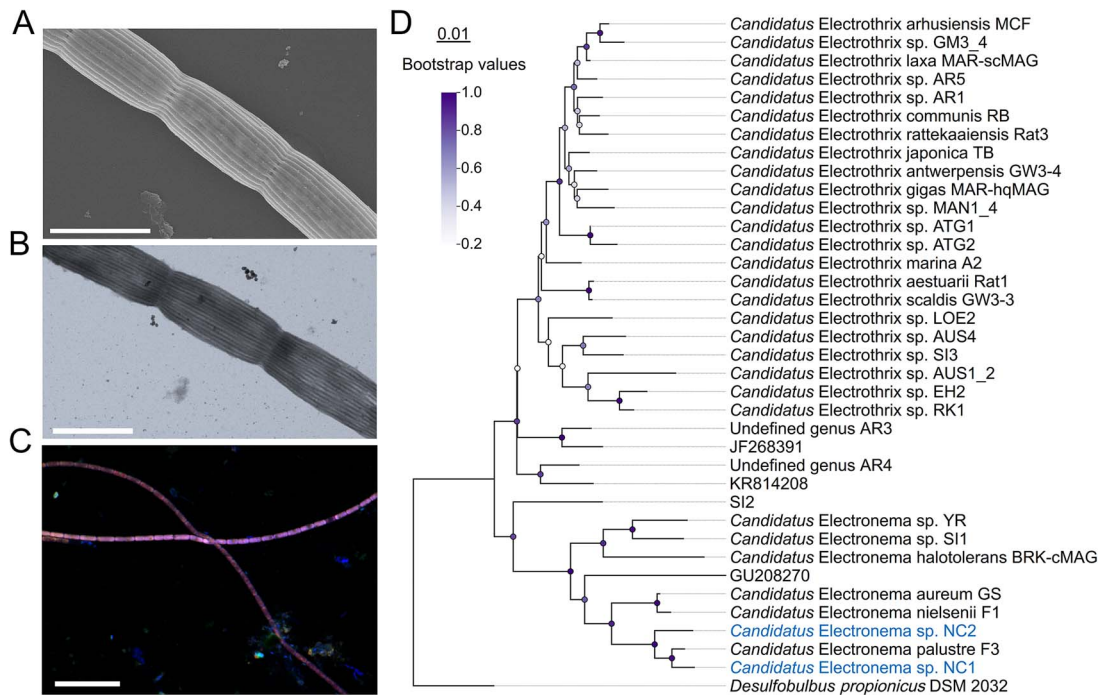 A
B
C
D
0.01
Bootstrap values
1.0
0.8
0.6
0.4
0.2
Candidatus Electrothrix arhusiensis MCF
Candidatus Electrothrix sp. GM3_4
Candidatus Electrothrix laxa MAR-scMAG
Candidatus Electrothrix sp. AR5
Candidatus Electrothrix sp. AR1
Candidatus Electrothrix communis RB
Candidatus Electrothrix rattekaaiensis Rat3
Candidatus Electrothrix japonica TB
Candidatus Electrothrix antwerpensis GW3-4
Candidatus Electrothrix gigas MAR-hqMAG
Candidatus Electrothrix sp. MAN1_4
Candidatus Electrothrix sp. ATG1
Candidatus Electrothrix sp. ATG2
Candidatus Electrothrix marina A2
Candidatus Electrothrix aestuarii Rat1
Candidatus Electrothrix scaldis GW3-3
Candidatus Electrothrix sp. LOE2
Candidatus Electrothrix sp. AUS4
Candidatus Electrothrix sp. SI3
Candidatus Electrothrix sp. AUS1_2
Candidatus Electrothrix sp. EH2
Candidatus Electrothrix sp. RK1
Undefined genus AR3
JF268391
Undefined genus AR4
KR814208
SI2
Candidatus Electronema sp. YR
Candidatus Electronema sp. SI1
Candidatus Electronema halotolerans BRK-cMAG
GU208270
Candidatus Electronema aureum GS
Candidatus Electronema nielsenii F1
Candidatus Electronema sp. NC2
Candidatus Electronema palustre F3
Candidatus Electronema sp. NC1
Desulfobulbus propionicus DSM 2032